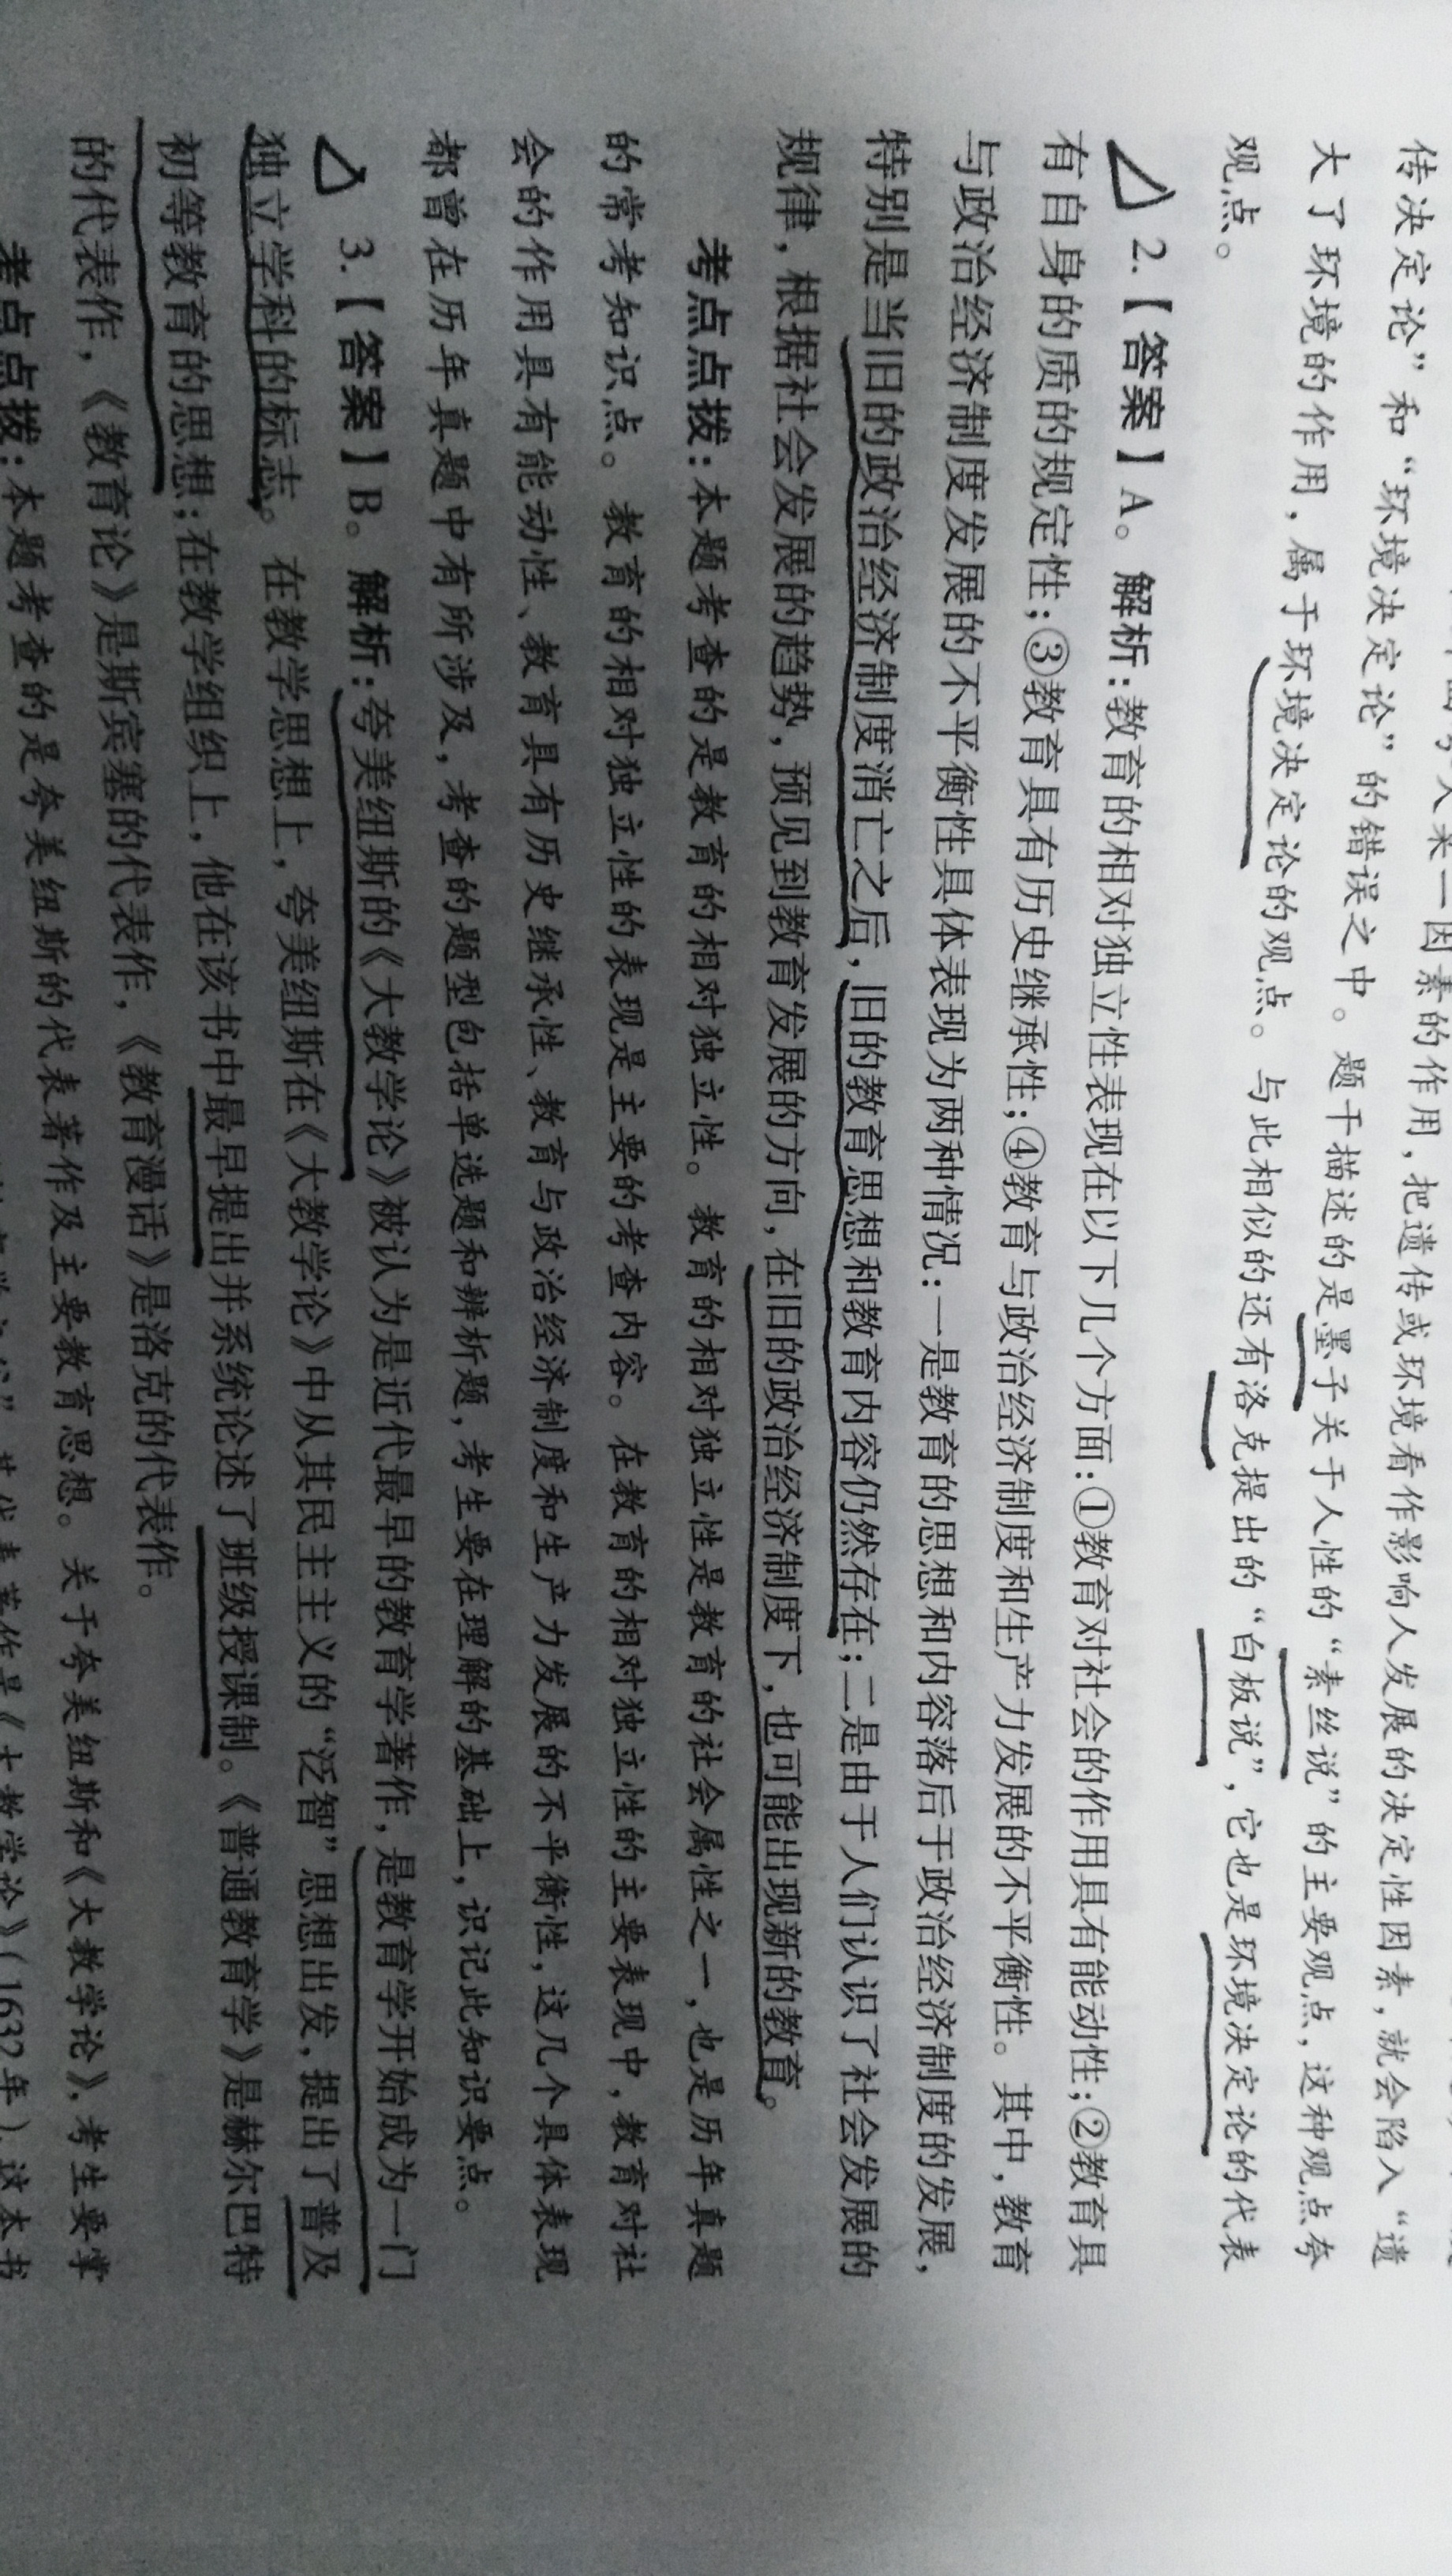 因素的作用，把遗传或环境看作影响人发展的决定性因素，就会陷入“遗
传决定论”和“环境决定论”的错误之中。题干描述的是墨子关于人性的“素丝说”的主要观点，这种观点夸
大了环境的作用，属于环境决定论的观点。与此相似的还有洛克提出的“白板说”，它也是环境决定论的代表
观点。
2.【答案】A。解析：教育的相对独立性表现在以下几个方面：①教育对社会的作用具有能动性；②教育具
有自身的质的规定性；③教育具有历史继承性；④教育与政治经济制度和生产力发展的不平衡性。其中，教育
与政治经济制度发展的不平衡性具体表现为两种情况：一是教育的思想和内容落后于政治经济制度的发展，
特别是当旧的政治经济制度消亡之后，旧的教育思想和教育内容仍然存在；二是由于人们认识了社会发展的
规律，根据社会发展的趋势，预见到教育发展的方向，在旧的政治经济制度下，也可能出现新的教育。
考点点拨：本题考查的是教育的相对独立性。教育的相对独立性是教育的社会属性之一，也是历年真题
的常考知识点。教育的相对独立性的表现是主要的考查内容。在教育的相对独立性的主要表现中，教育对社
会的作用具有能动性、教育具有历史继承性、教育与政治经济制度和生产力发展的不平衡性，这几个具体表现
都曾在历年真题中有所涉及，考查的题型包括单选题和辨析题，考生要在理解的基础上，识记此知识要点。
3.【答案】B。解析：夸美纽斯的《大教学论》被认为是近代最早的教育学著作，是教育学开始成为一门
独立学科的标志。在教学思想上，夸美纽斯在《大教学论》中从其民主主义的“泛智”思想出发，提出了普及
初等教育的思想；在教学组织上，他在该书中最早提出并系统论述了班级授课制。《普通教育学》是赫尔巴特
的代表作，《教育论》是斯宾塞的代表作，《教育漫话》是洛克的代表作。
考点点拨：本题考查的是夸美纽斯的代表著作及主要教育思想。关于夸美纽斯和《大教学论》，考生要掌